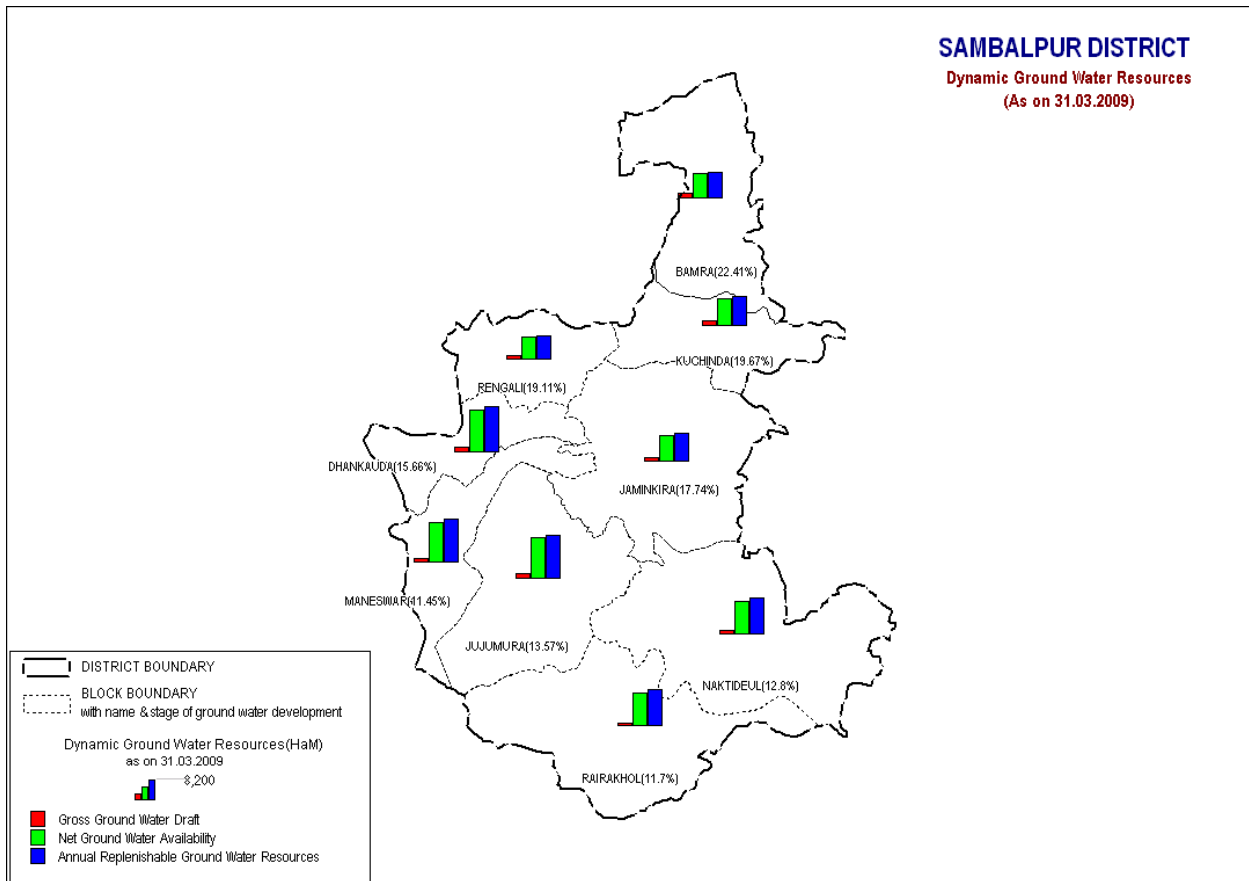 SAMBALPUR DISTRICT
Dynamic Ground Water Resources
(As on 31.03.2009)
BAMRA(22.41%)
KUCHINDA(19.67%)
RENGALI(19.11%)
DHANKAUDA(15.66%)
JAMINKIRA(17.74%)
MANESWAR(11.45%)
JUJUMURA(13.57%)
NAKTIDEUL(12.8%)
RAIRAKHOL(11.7%)
DISTRICT BOUNDARY
BLOCK BOUNDARY
with name & stage of ground water development
Dynamic Ground Water Resources(HaM)
as on 31.03.2009
8,200
Gross Ground Water Draft
Net Ground Water Availability
Annual Replenishable Ground Water Resources